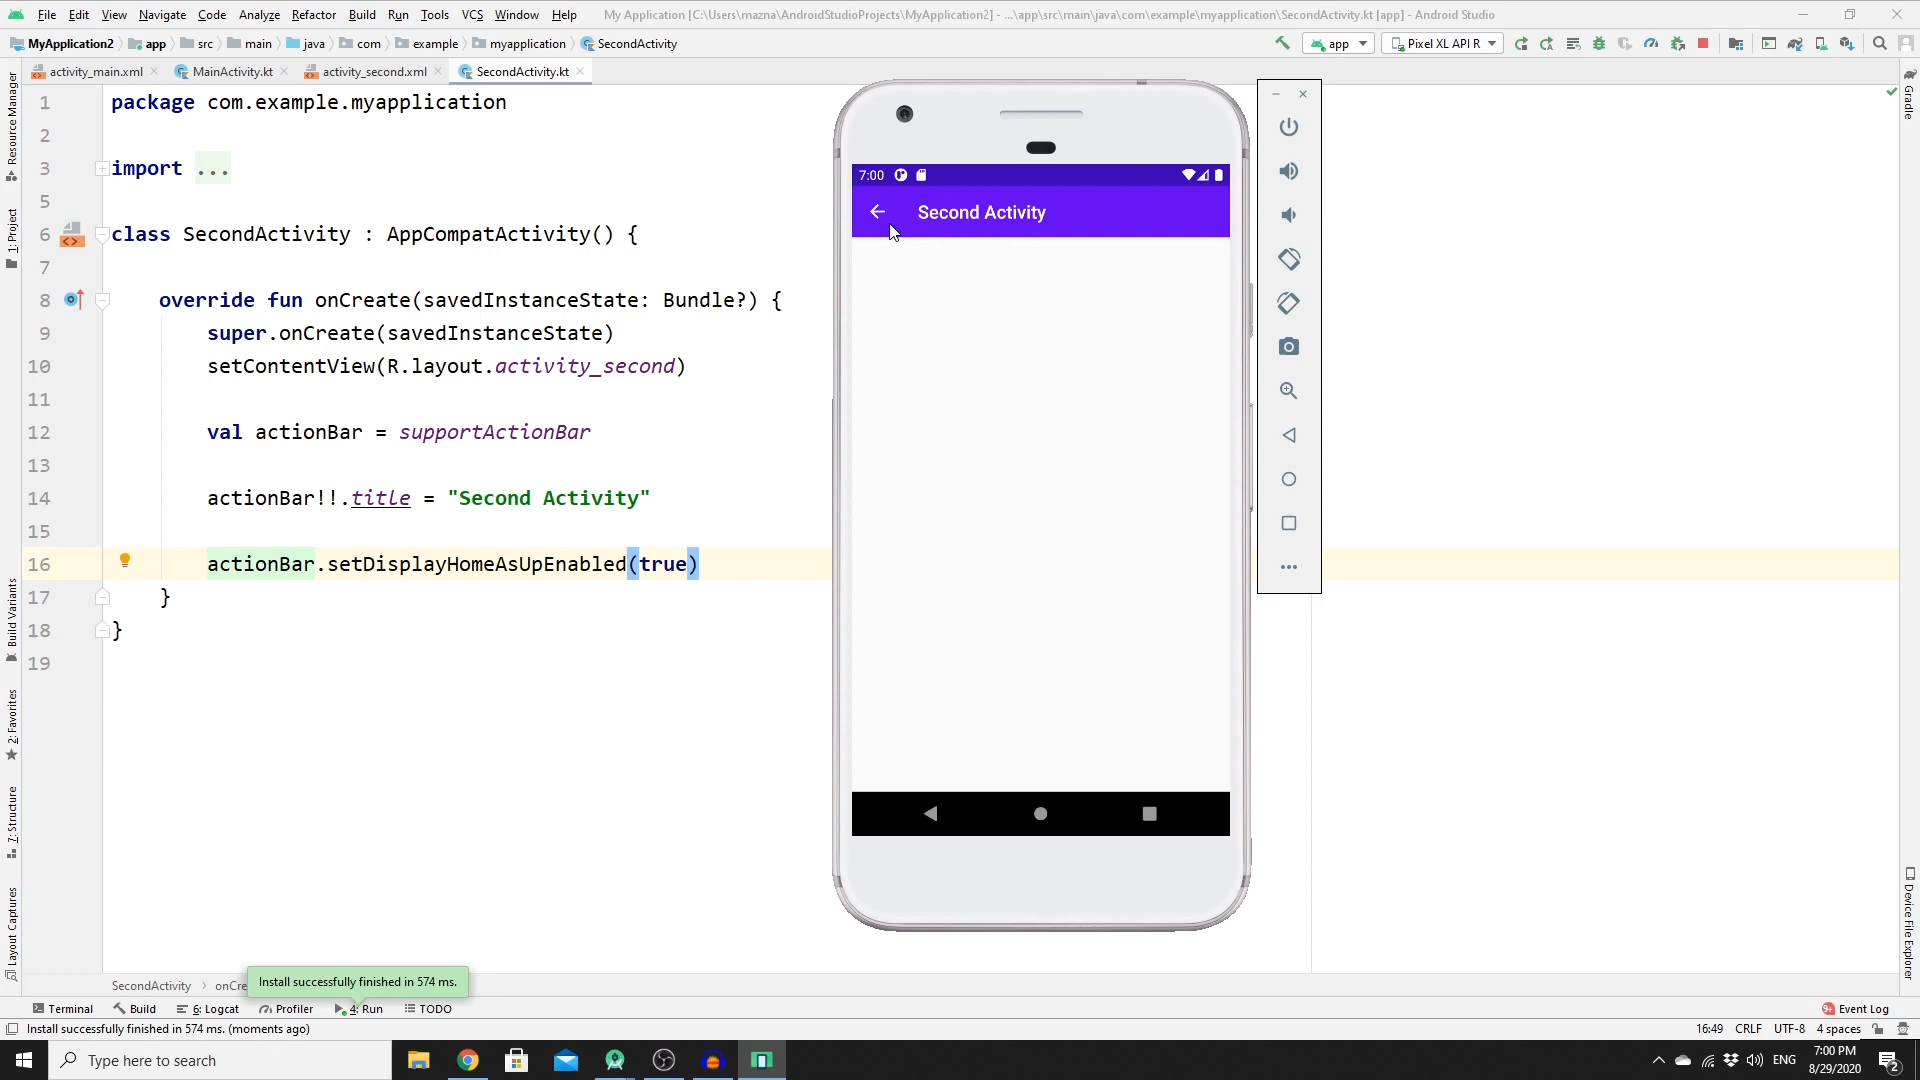 File Edit View Navigate Code Analyze Refactor Build Run Tools VCS Window Help My Application [C:\Users\mazna\AndroidStudioProjects\MyApplication2] - ...\app\src\main\java\com\example\myapplication\SecondActivity.kt [app] - Android Studio
MyApplication2 app src main java com example myapplication SecondActivity app Pixel XL API R
activity_main.xml MainActivity.kt activity_second.xml SecondActivity.kt
1 package com.example.myapplication
2
3 import ...
5
6 class SecondActivity : AppCompatActivity() {
7
8 override fun onCreate(savedInstanceState: Bundle?) {
9 super.onCreate(savedInstanceState)
10 setContentView(R.layout.activity_second)
11
12 val actionBar = supportActionBar
13
14 actionBar!!.title = "Second Activity"
15
16 actionBar.setDisplayHomeAsUpEnabled(true)
17 }
18 }
19
7:00
Second Activity
Resource Manager
1: Project
Build Variants
2: Favorites
7: Structure
Layout Captures
Gradle
Device File Explorer
SecondActivity › onCre
Install successfully finished in 574 ms.
Terminal Build 6: Logcat Profiler 4: Run TODO Event Log
Install successfully finished in 574 ms. (moments ago) 16:49 CRLF UTF-8 4 spaces
Type here to search ENG 7:00 PM
8/29/2020 2